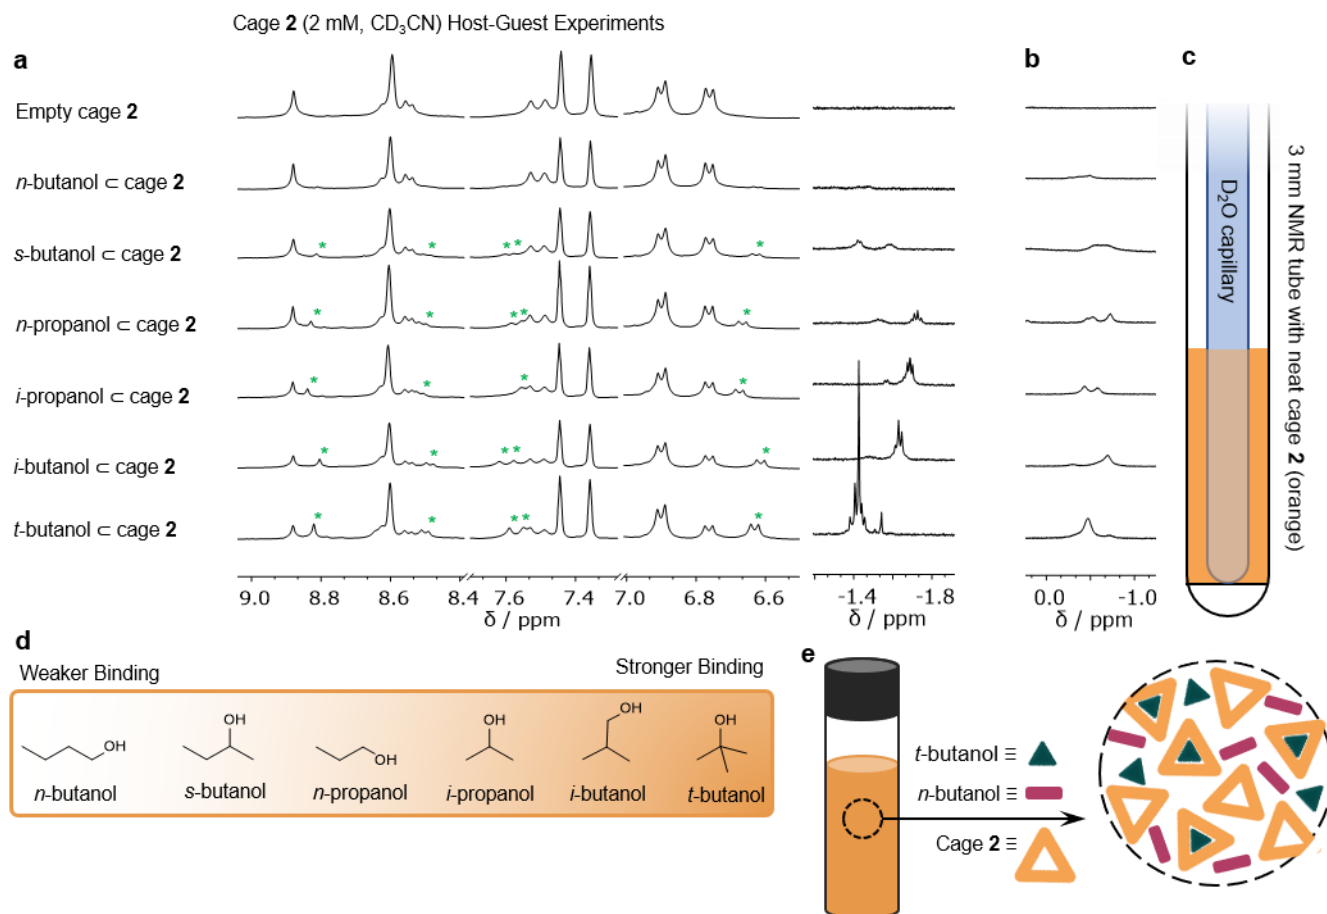 Cage 2 (2 mM, CD₃CN) Host-Guest Experiments
a
b
c
Empty cage 2
n-butanol ⊂ cage 2
s-butanol ⊂ cage 2
* * * * *
n-propanol ⊂ cage 2
* * * * *
i-propanol ⊂ cage 2
* * * *
i-butanol ⊂ cage 2
* * * * *
t-butanol ⊂ cage 2
* * * * *
9.0 8.8 8.6 8.4 7.6 7.4 7.0 6.8 6.6
δ / ppm
δ / ppm
-1.4 -1.8
δ / ppm
0.0 -1.0
δ / ppm
D₂O capillary
3 mm NMR tube with neat cage 2 (orange)
d
Weaker Binding
Stronger Binding
OH
OH
OH
OH
OH
OH
n-butanol
s-butanol
n-propanol
i-propanol
i-butanol
t-butanol
e
t-butanol ≡
n-butanol ≡
Cage 2 ≡